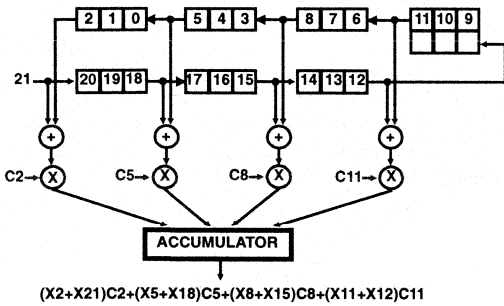 2 1 0 5 4 3 8 7 6 11 10 9
21 20 19 18 17 16 15 14 13 12
+ + + +
C2 X C5 X C8 X C11 X
ACCUMULATOR
(X2+X21)C2+(X5+X18)C5+(X8+X15)C8+(X11+X12)C11